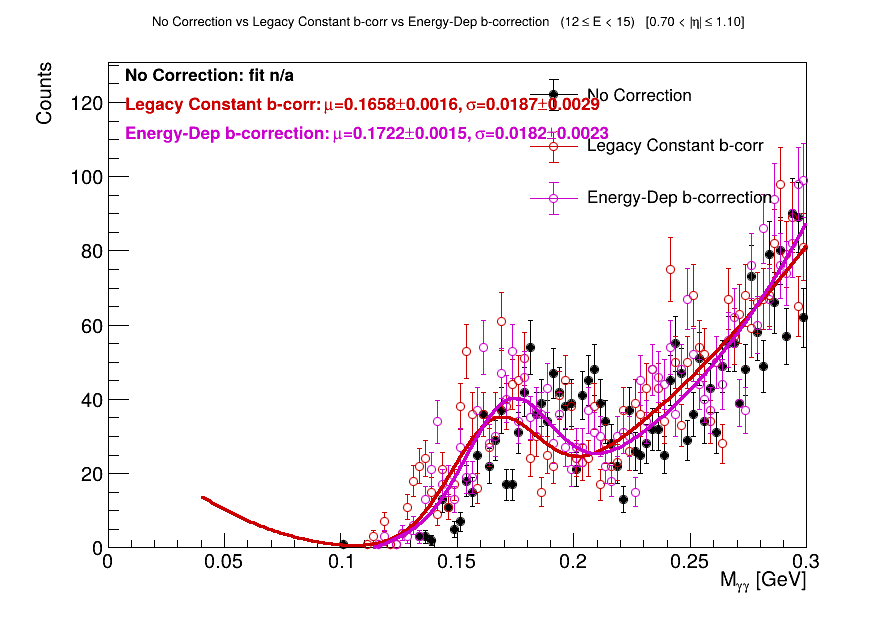 No Correction vs Legacy Constant b-corr vs Energy-Dep b-correction (12 ≤ E < 15) [0.70 < |η| ≤ 1.10]
Counts
No Correction: fit n/a
Legacy Constant b-corr: μ=0.1658±0.0016, σ=0.0187±0.0029
Energy-Dep b-correction: μ=0.1722±0.0015, σ=0.0182±0.0023
No Correction
Legacy Constant b-corr
Energy-Dep b-correction
120
100
80
60
40
20
0
0 0.05 0.1 0.15 0.2 0.25 0.3
M_γγ [GeV]